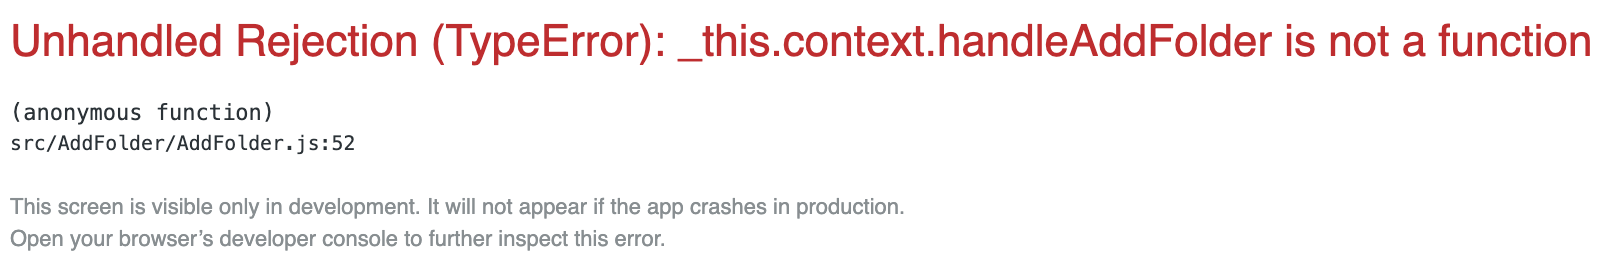 Unhandled Rejection (TypeError): _this.context.handleAddFolder is not a function
(anonymous function)
src/AddFolder/AddFolder.js:52
This screen is visible only in development. It will not appear if the app crashes in production.
Open your browser’s developer console to further inspect this error.